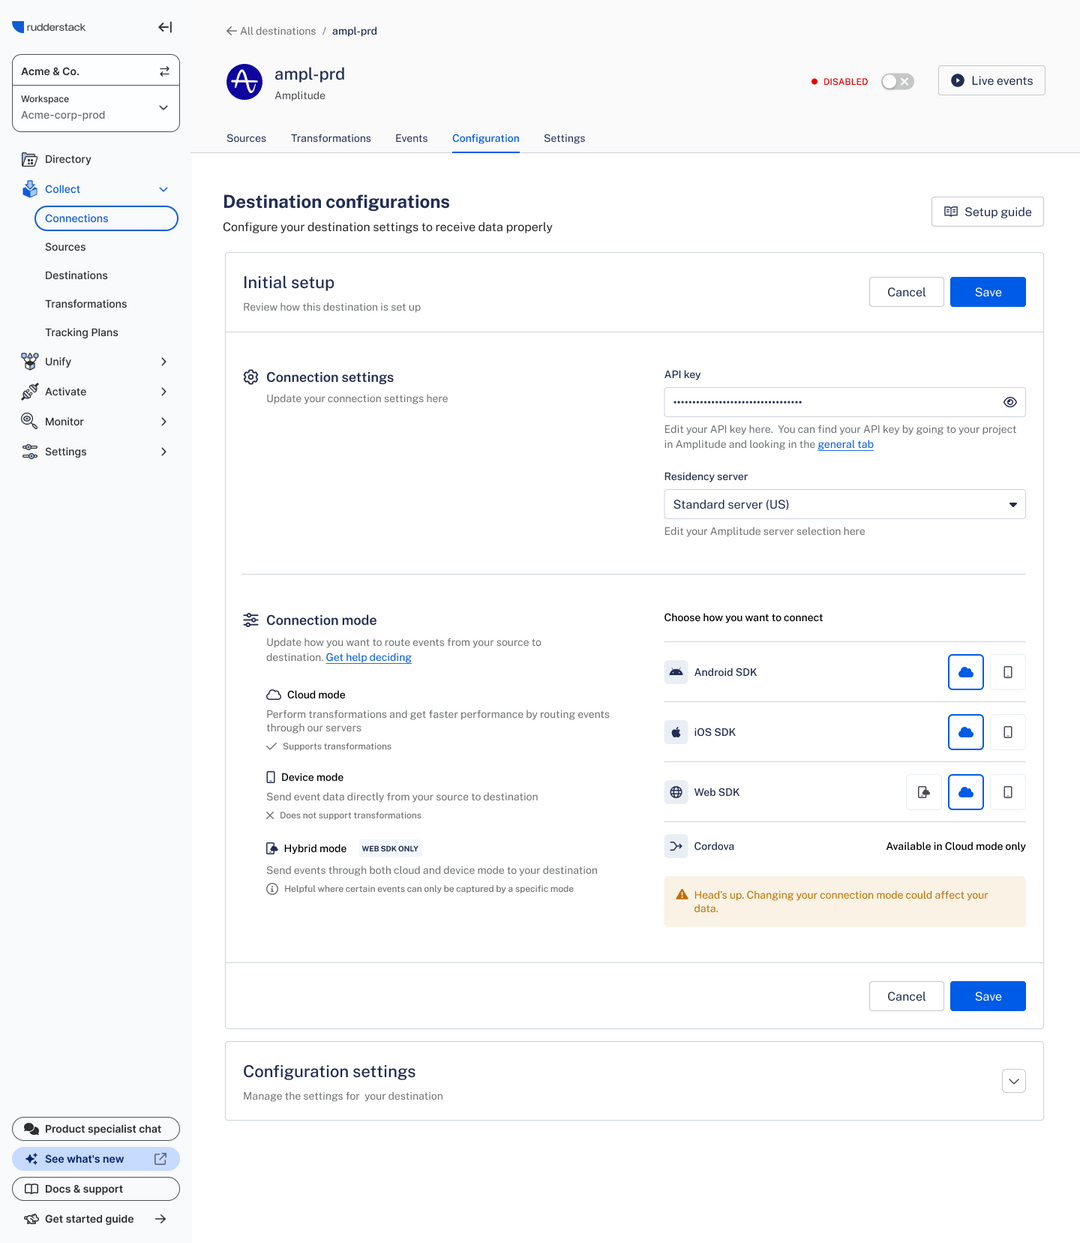 rudderstack
Acme & Co.
Workspace
Acme-corp-prod
Directory
Collect
Connections
Sources
Destinations
Transformations
Tracking Plans
Unify
Activate
Monitor
Settings
Product specialist chat
See what's new
Docs & support
Get started guide
All destinations / ampl-prd
ampl-prd
Amplitude
DISABLED
Live events
Sources Transformations Events Configuration Settings
Destination configurations
Configure your destination settings to receive data properly
Setup guide
Initial setup
Review how this destination is set up
Cancel Save
Connection settings
Update your connection settings here
API key
••••••••••••••••••••••••••••••••••
Edit your API key here. You can find your API key by going to your project
in Amplitude and looking in the general tab
Residency server
Standard server (US)
Edit your Amplitude server selection here
Connection mode
Update how you want to route events from your source to
destination. Get help deciding
Cloud mode
Perform transformations and get faster performance by routing events
through our servers
Supports transformations
Device mode
Send event data directly from your source to destination
Does not support transformations
Hybrid mode WEB SDK ONLY
Send events through both cloud and device mode to your destination
Helpful where certain events can only be captured by a specific mode
Choose how you want to connect
Android SDK
iOS SDK
Web SDK
Cordova Available in Cloud mode only
Head's up. Changing your connection mode could affect your
data.
Cancel Save
Configuration settings
Manage the settings for your destination